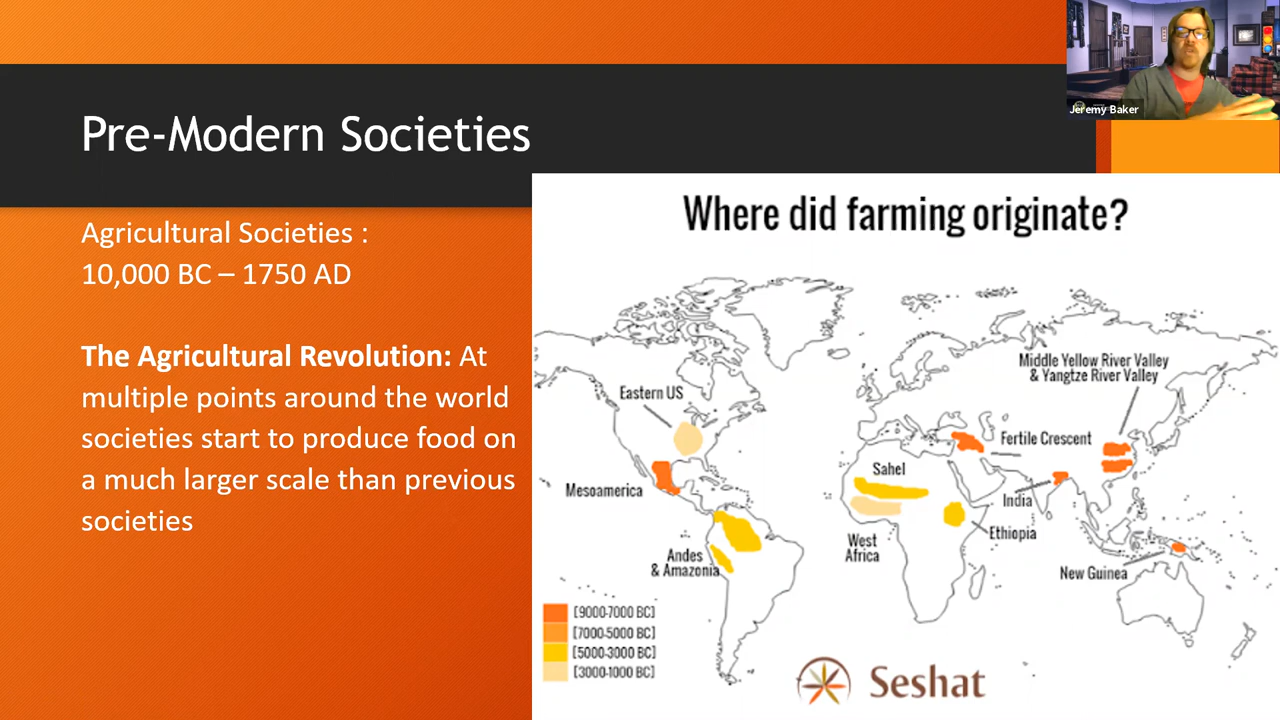 Pre-Modern Societies
Jeremy Baker
Agricultural Societies :
10,000 BC – 1750 AD
The Agricultural Revolution: At
multiple points around the world
societies start to produce food on
a much larger scale than previous
societies
Where did farming originate?
Middle Yellow River Valley
& Yangtze River Valley
Eastern US
Fertile Crescent
Sahel
Mesoamerica
India
Ethiopia
West
Africa
Andes
& Amazonia
New Guinea
[9000-7000 BC]
[7000-5000 BC]
[5000-3000 BC]
[3000-1000 BC]
Seshat